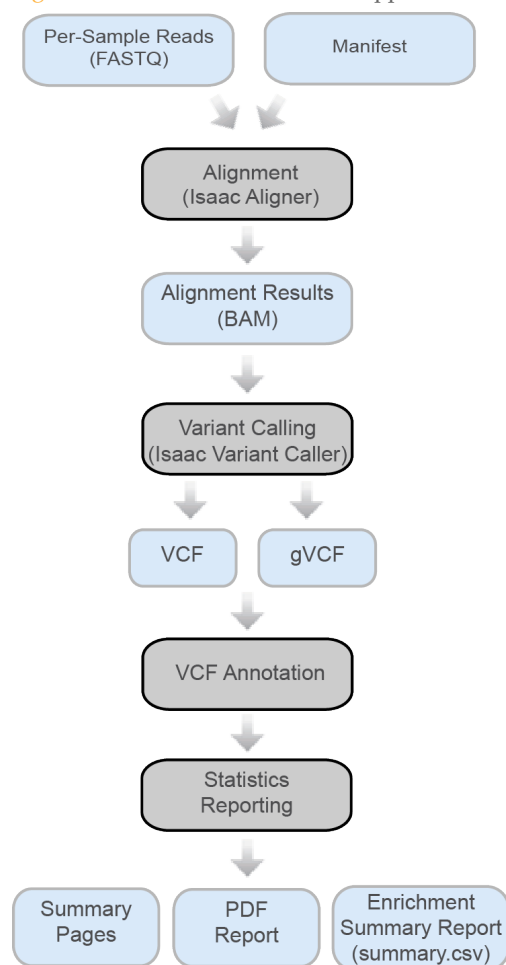 Per-Sample Reads
(FASTQ)
Manifest
Alignment
(Isaac Aligner)
Alignment Results
(BAM)
Variant Calling
(Isaac Variant Caller)
VCF
gVCF
VCF Annotation
Statistics
Reporting
Summary
Pages
PDF
Report
Enrichment
Summary Report
(summary.csv)